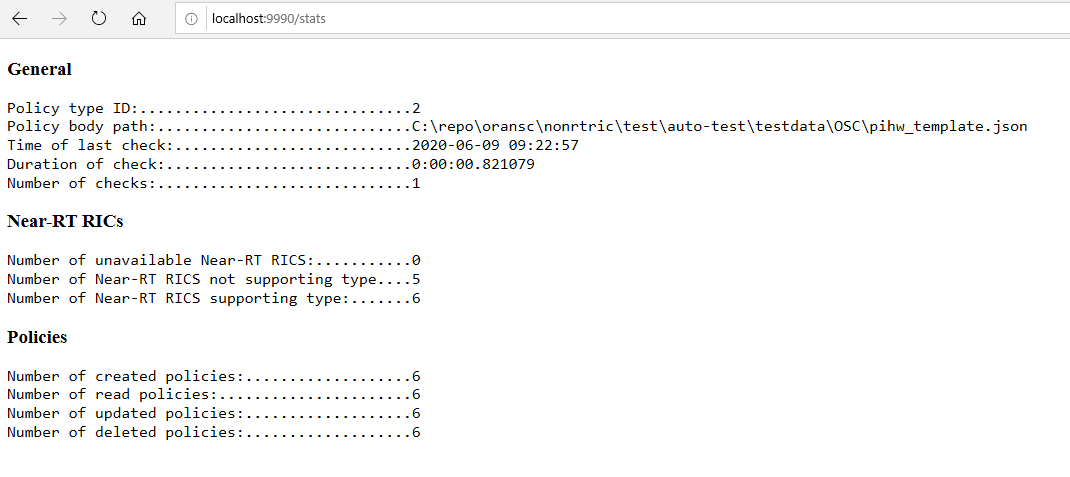 localhost:9990/stats
General
Policy type ID:...............................2
Policy body path:.............................C:\repo\oransc\nonrtric\test\auto-test\testdata\OSC\pihw_template.json
Time of last check:...........................2020-06-09 09:22:57
Duration of check:............................0:00:00.821079
Number of checks:.............................1
Near-RT RICs
Number of unavailable Near-RT RICS:...........0
Number of Near-RT RICS not supporting type....5
Number of Near-RT RICS supporting type:.......6
Policies
Number of created policies:...................6
Number of read policies:......................6
Number of updated policies:...................6
Number of deleted policies:...................6